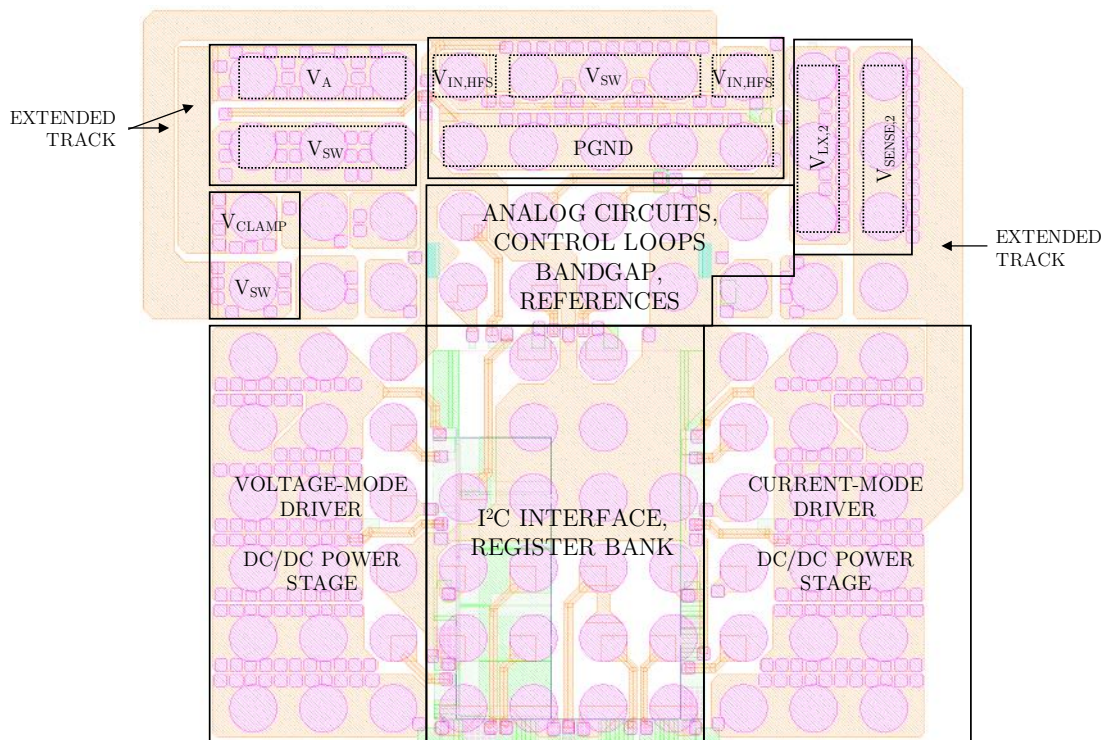 EXTENDED
TRACK
V_A
V_SW
V_IN,HFS
V_SW
V_IN,HFS
PGND
V_LX,2
V_SENSE,2
V_CLAMP
V_SW
ANALOG CIRCUITS,
CONTROL LOOPS
BANDGAP,
REFERENCES
EXTENDED
TRACK
VOLTAGE-MODE
DRIVER
DC/DC POWER
STAGE
I²C INTERFACE,
REGISTER BANK
CURRENT-MODE
DRIVER
DC/DC POWER
STAGE